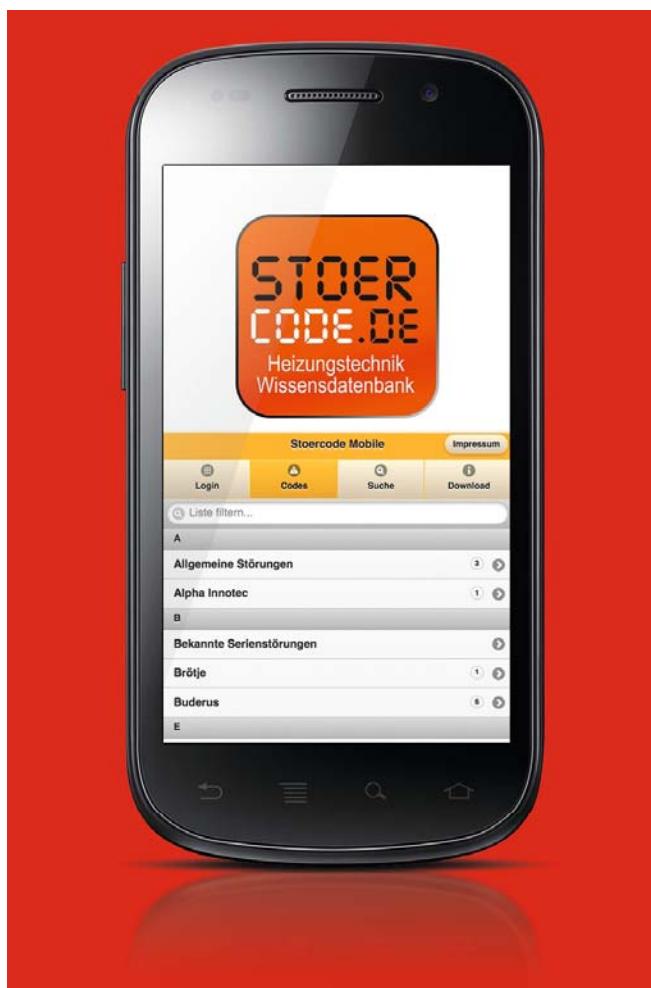 STOER
CODE.DE
Heizungstechnik
Wissensdatenbank
Stoercode Mobile
Impressum
Login
Codes
Suche
Download
Liste filtern...
A
Allgemeine Störungen 3
Alpha Innotec 1
B
Bekannte Serienstörungen
Brötje 1
Buderus 6
E